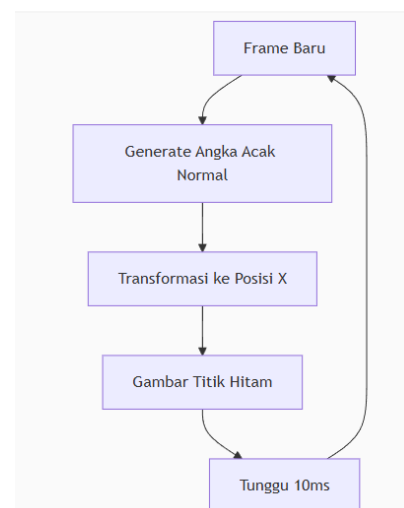 Frame Baru
Generate Angka Acak
Normal
Transformasi ke Posisi X
Gambar Titik Hitam
Tunggu 10ms